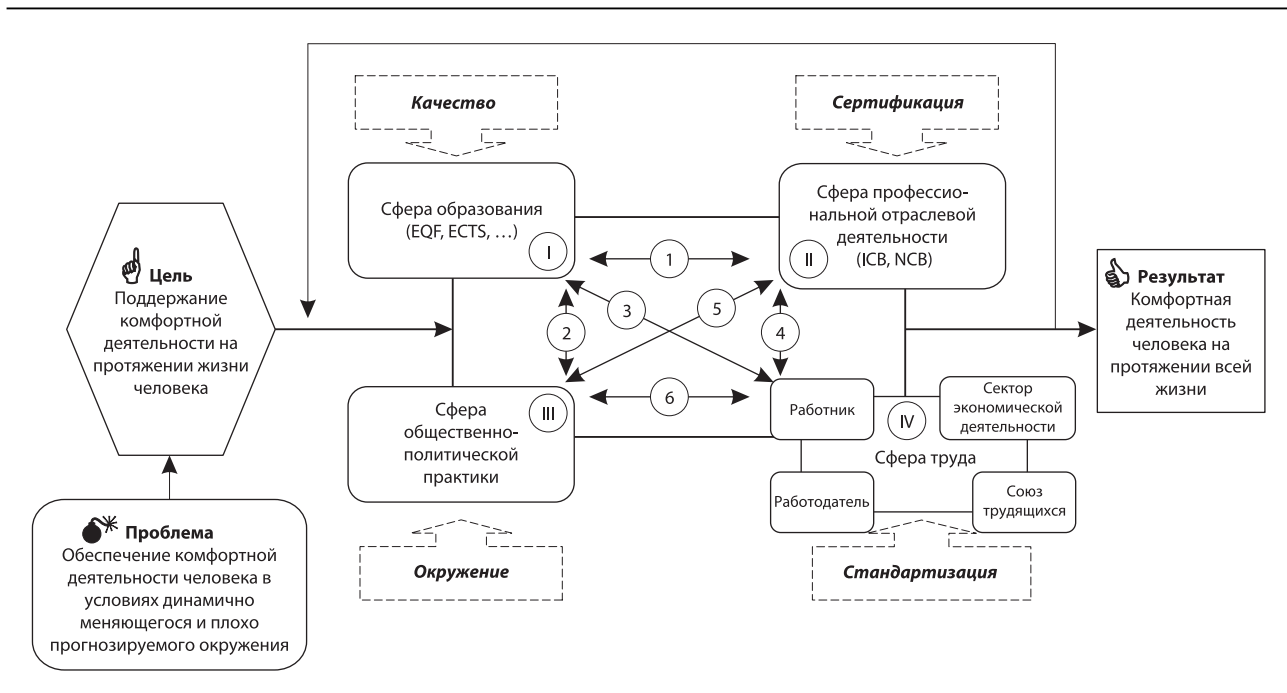 Качество
Сертификация
Сфера образования
(EQF, ECTS, …)
I
Сфера профессио-
нальной отраслевой
деятельности
(ICB, NCB)
II
1
2
3
5
4
6
Цель
Поддержание
комфортной
деятельности на
протяжении жизни
человека
Результат
Комфортная
деятельность
человека на
протяжении всей
жизни
Сфера
общественно-
политической
практики
III
Работник
IV
Сектор
экономической
деятельности
Сфера труда
Работодатель
Союз
трудящихся
Проблема
Обеспечение комфортной
деятельности человека в
условиях динамично
меняющегося и плохо
прогнозируемого окружения
Окружение
Стандартизация